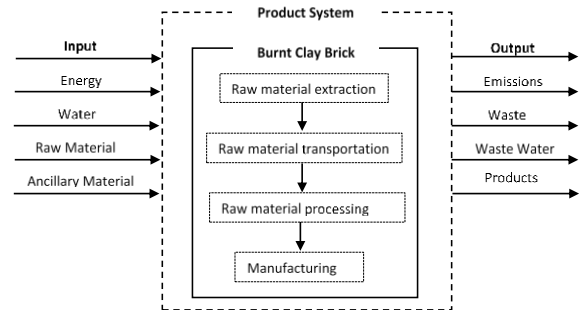 Product System
Input
Energy
Water
Raw Material
Ancillary Material
Burnt Clay Brick
Raw material extraction
Raw material transportation
Raw material processing
Manufacturing
Output
Emissions
Waste
Waste Water
Products